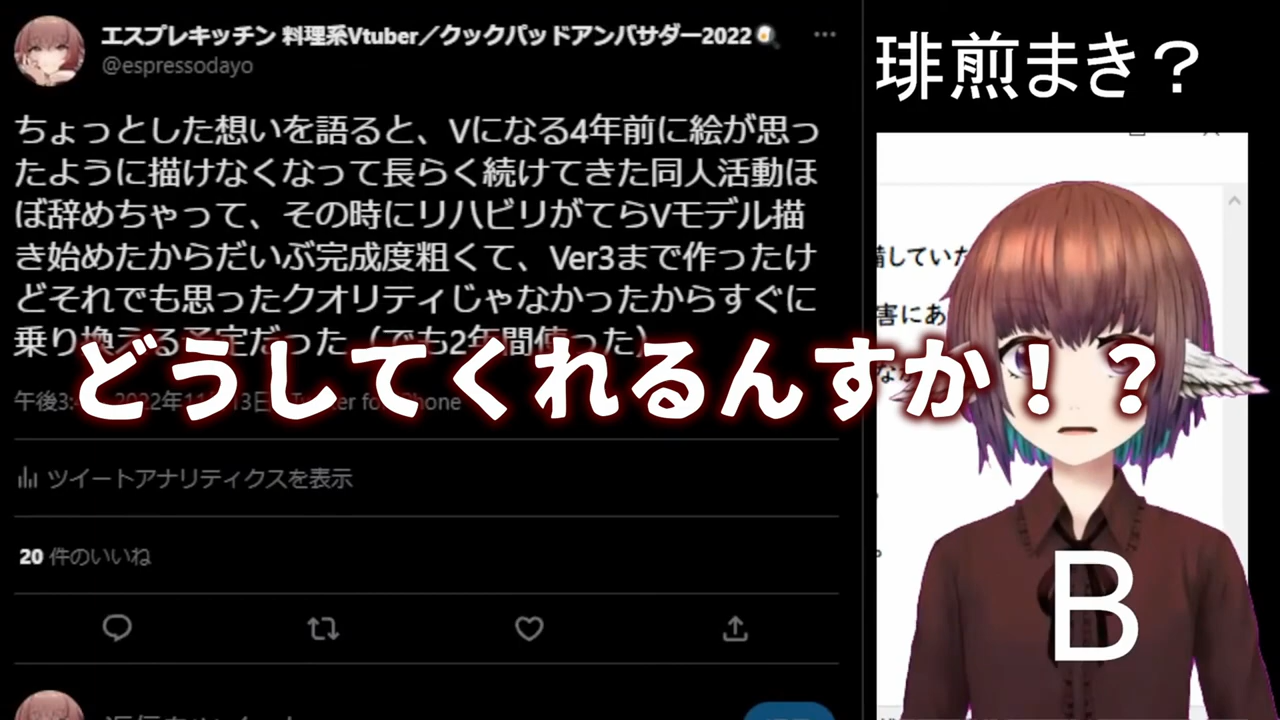 エスプレキッチン 料理系Vtuber／クックパッドアンバサダー2022🍳
@espressodayo
ちょっとした想いを語ると、Vになる4年前に絵が思っ
たように描けなくなって長らく続けてきた同人活動ほ
ぼ辞めちゃって、その時にリハビリがてらVモデル描
き始めたからだいぶ完成度粗くて、Ver3まで作ったけ
どそれでも思ったクオリティじゃなかったからすぐに
乗り換える予定だった（でも2年間使った）
どうしてくれるんすか！？
ツイートアナリティクスを表示
20 件のいいね
琲煎まき？
備していた
害にあ
B